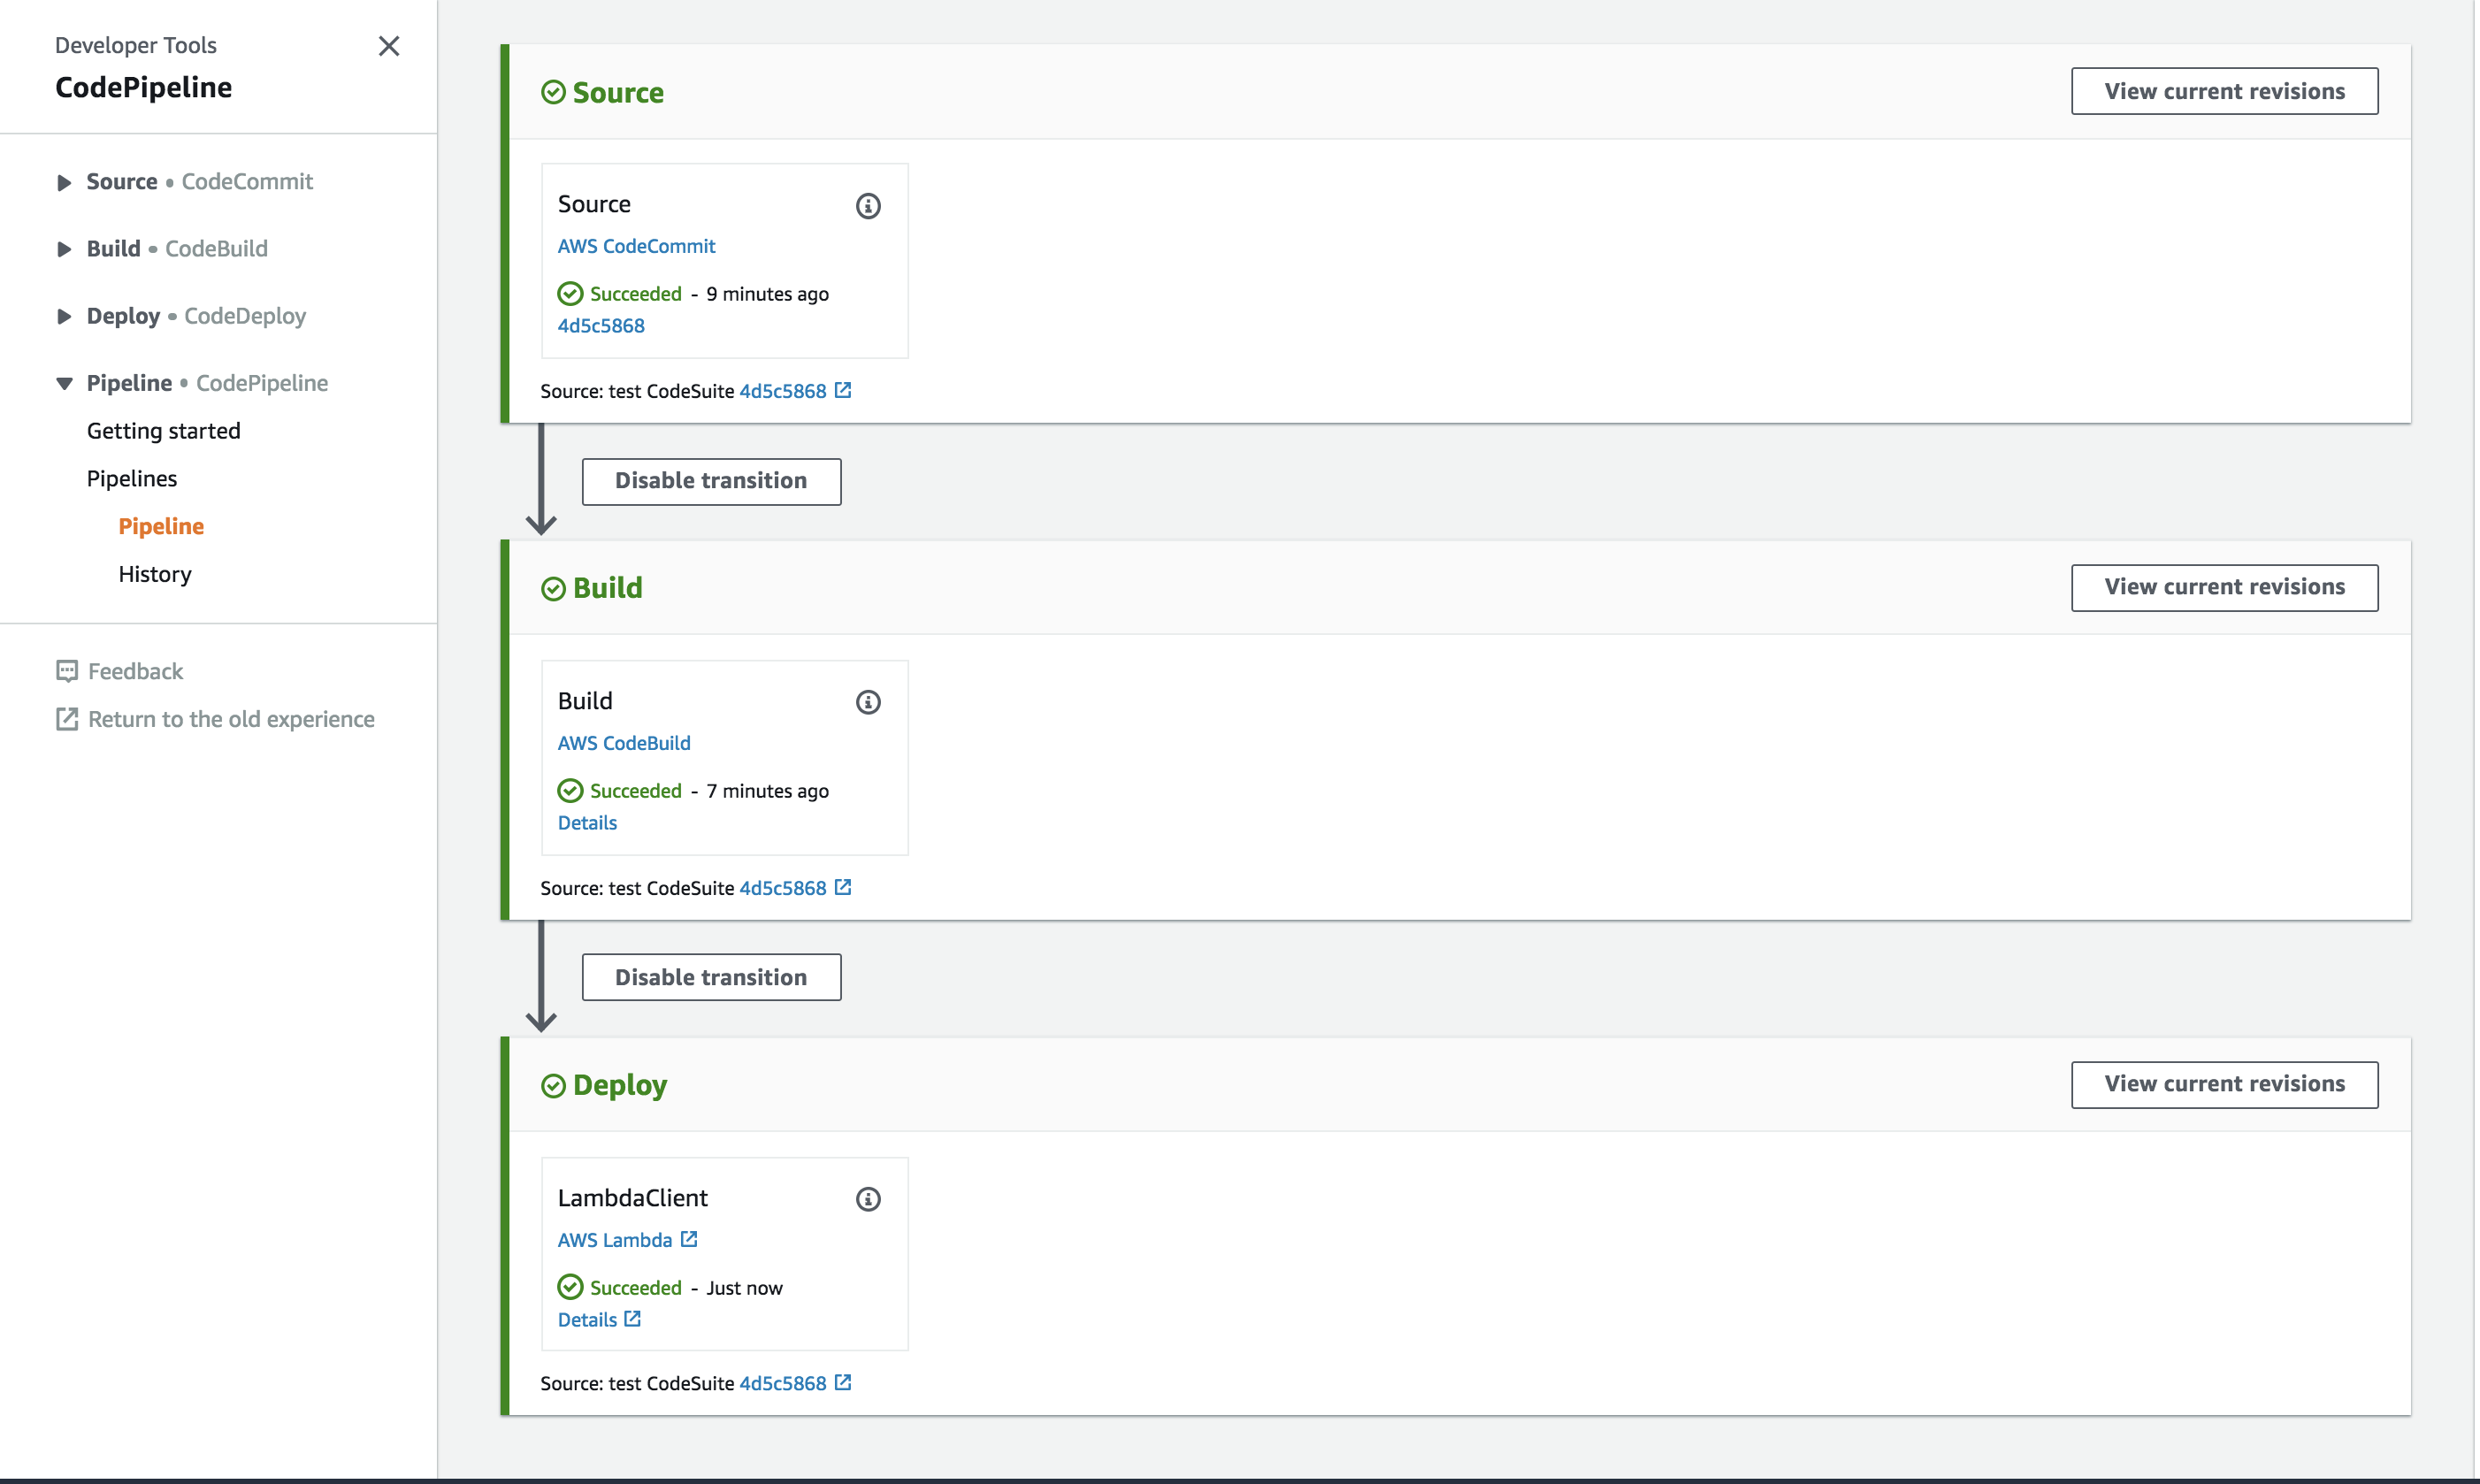 Developer Tools
CodePipeline
Source • CodeCommit
Build • CodeBuild
Deploy • CodeDeploy
Pipeline • CodePipeline
Getting started
Pipelines
Pipeline
History
Feedback
Return to the old experience
Source
View current revisions
Source
AWS CodeCommit
Succeeded - 9 minutes ago
4d5c5868
Source: test CodeSuite 4d5c5868
Disable transition
Build
View current revisions
Build
AWS CodeBuild
Succeeded - 7 minutes ago
Details
Source: test CodeSuite 4d5c5868
Disable transition
Deploy
View current revisions
LambdaClient
AWS Lambda
Succeeded - Just now
Details
Source: test CodeSuite 4d5c5868